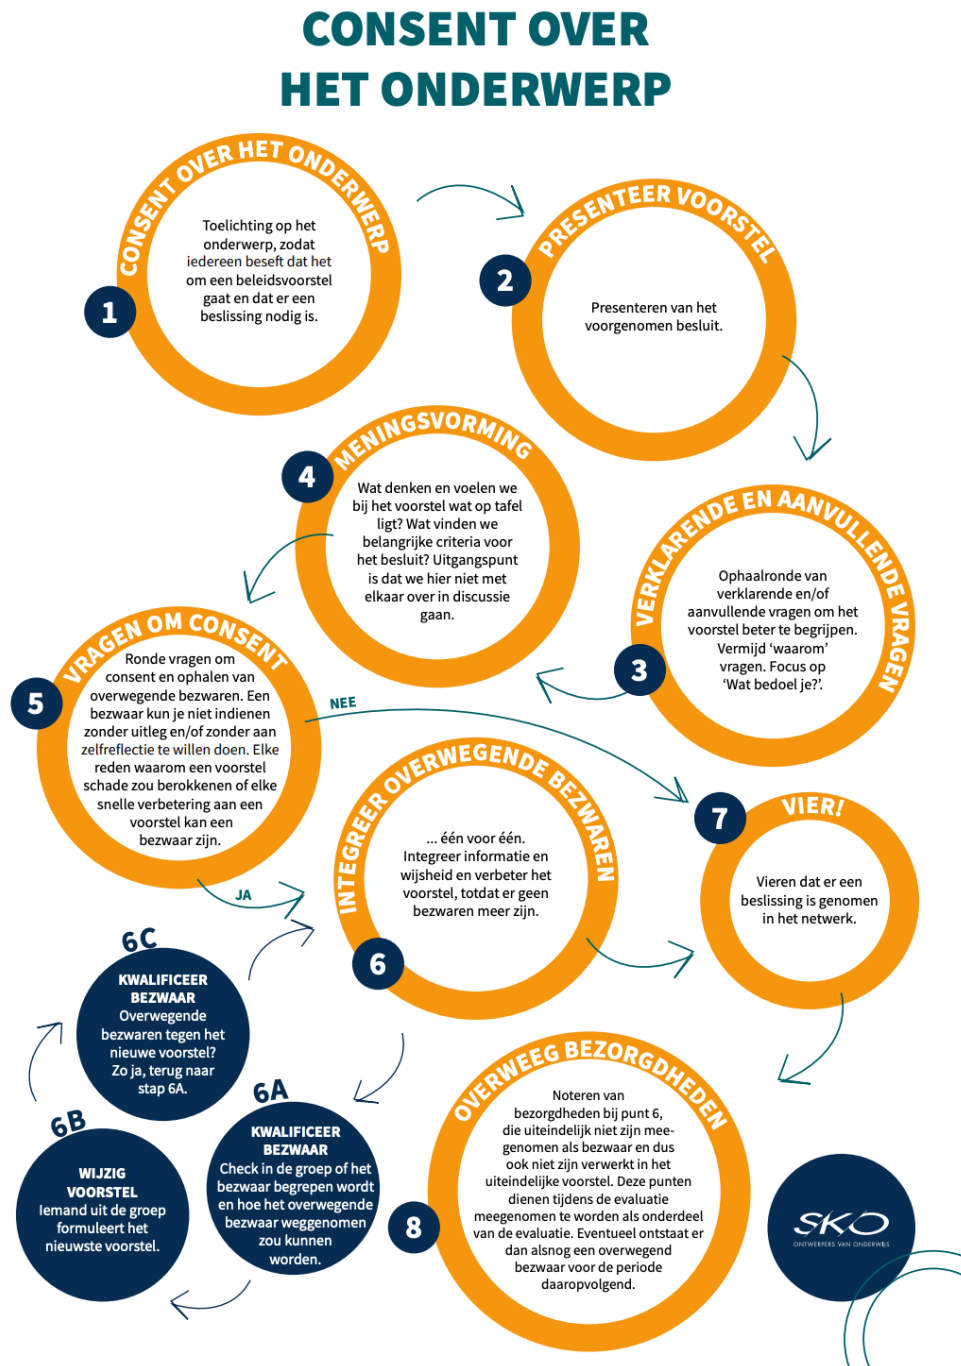 CONSENT OVER
HET ONDERWERP
CONSENT OVER HET ONDERWERP
1
Toelichting op het
onderwerp, zodat
iedereen beseft dat het
om een beleidsvoorstel
gaat en dat er een
beslissing nodig is.
PRESENTEER VOORSTEL
2
Presenteren van het
voorgenomen besluit.
VERKLARENDE EN AANVULLENDE VRAGEN
3
Ophaalronde van
verklarende en/of
aanvullende vragen om het
voorstel beter te begrijpen.
Vermijd ‘waarom’
vragen. Focus op
‘Wat bedoel je?’.
MENINGSVORMING
4
Wat denken en voelen we
bij het voorstel wat op tafel
ligt? Wat vinden we
belangrijke criteria voor
het besluit? Uitgangspunt
is dat we hier niet met
elkaar over in discussie
gaan.
VRAGEN OM CONSENT
5
Ronde vragen om
consent en ophalen van
overwegende bezwaren. Een
bezwaar kun je niet indienen
zonder uitleg en/of zonder aan
zelfreflectie te willen doen. Elke
reden waarom een voorstel
schade zou berokkenen of elke
snelle verbetering aan een
voorstel kan een
bezwaar zijn.
NEE
JA
INTEGREER OVERWEGENDE BEZWAREN
6
... één voor één.
Integreer informatie en
wijsheid en verbeter het
voorstel, totdat er geen
bezwaren meer zijn.
6A
KWALIFICEER
BEZWAAR
Check in de groep of het
bezwaar begrepen wordt
en hoe het overwegende
bezwaar weggenomen
zou kunnen
worden.
6B
WIJZIG
VOORSTEL
Iemand uit de groep
formuleert het
nieuwste voorstel.
6C
KWALIFICEER
BEZWAAR
Overwegende
bezwaren tegen het
nieuwe voorstel?
Zo ja, terug naar
stap 6A.
VIER!
7
Vieren dat er een
beslissing is genomen
in het netwerk.
OVERWEEG BEZORGDHEDEN
8
Noteren van
bezorgdheden bij punt 6,
die uiteindelijk niet zijn mee-
genomen als bezwaar en dus
ook niet zijn verwerkt in het
uiteindelijke voorstel. Deze punten
dienen tijdens de evaluatie
meegenomen te worden als onderdeel
van de evaluatie. Eventueel ontstaat er
dan alsnog een overwegend
bezwaar voor de periode
daaropvolgend.
SKO
ONTWERPERS VAN ONDERWIJS